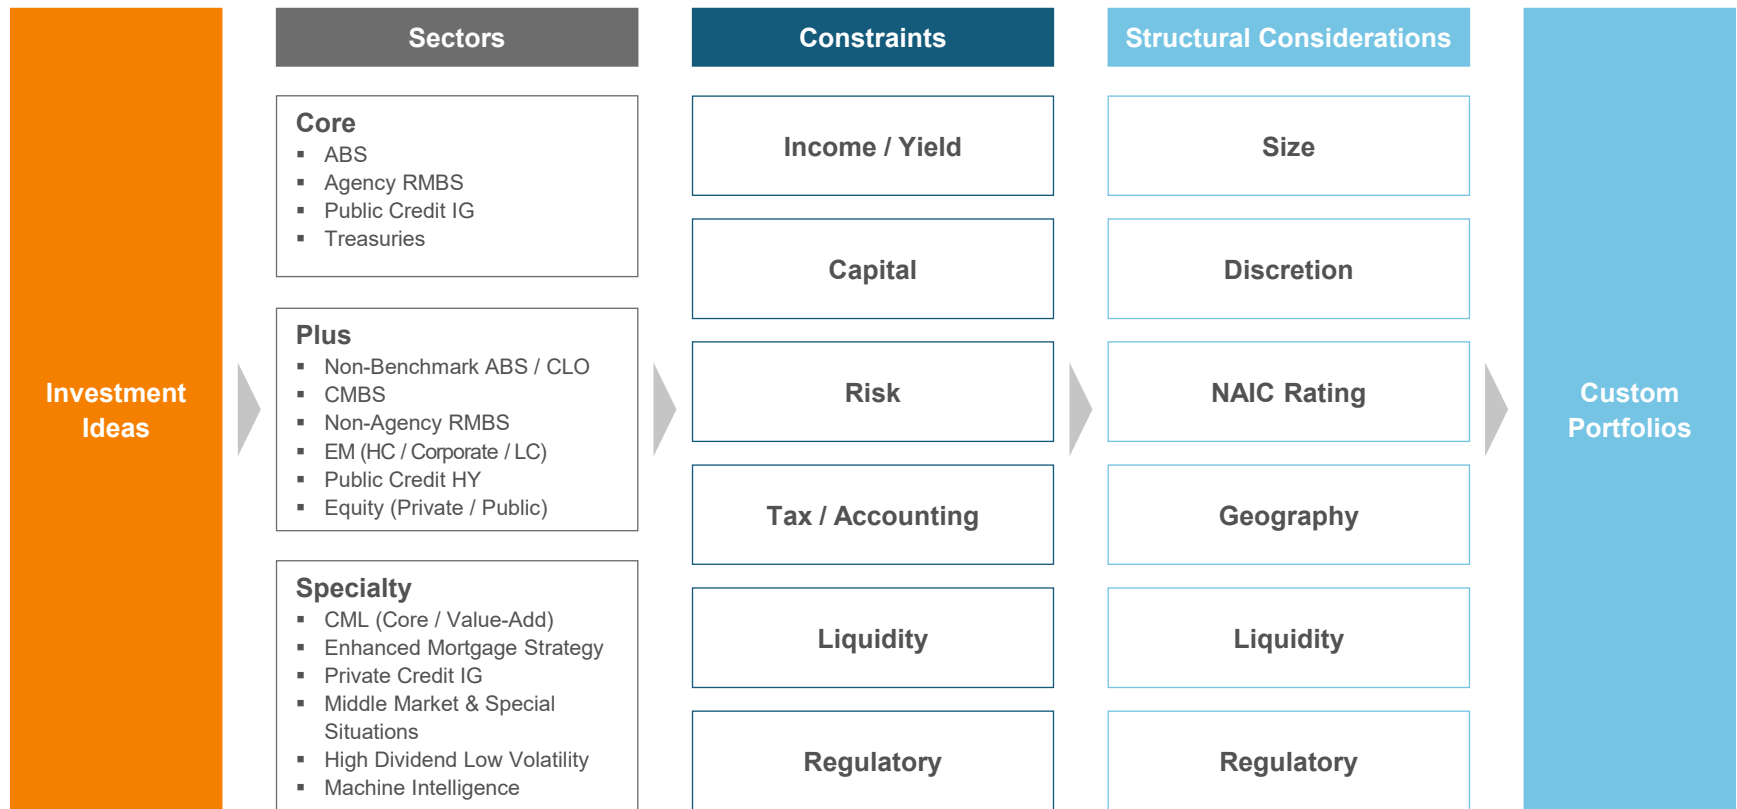 Investment
Ideas
Sectors
Core
▪ ABS
▪ Agency RMBS
▪ Public Credit IG
▪ Treasuries
Plus
▪ Non-Benchmark ABS / CLO
▪ CMBS
▪ Non-Agency RMBS
▪ EM (HC / Corporate / LC)
▪ Public Credit HY
▪ Equity (Private / Public)
Specialty
▪ CML (Core / Value-Add)
▪ Enhanced Mortgage Strategy
▪ Private Credit IG
▪ Middle Market & Special
Situations
▪ High Dividend Low Volatility
▪ Machine Intelligence
Constraints
Income / Yield
Capital
Risk
Tax / Accounting
Liquidity
Regulatory
Structural Considerations
Size
Discretion
NAIC Rating
Geography
Liquidity
Regulatory
Custom
Portfolios